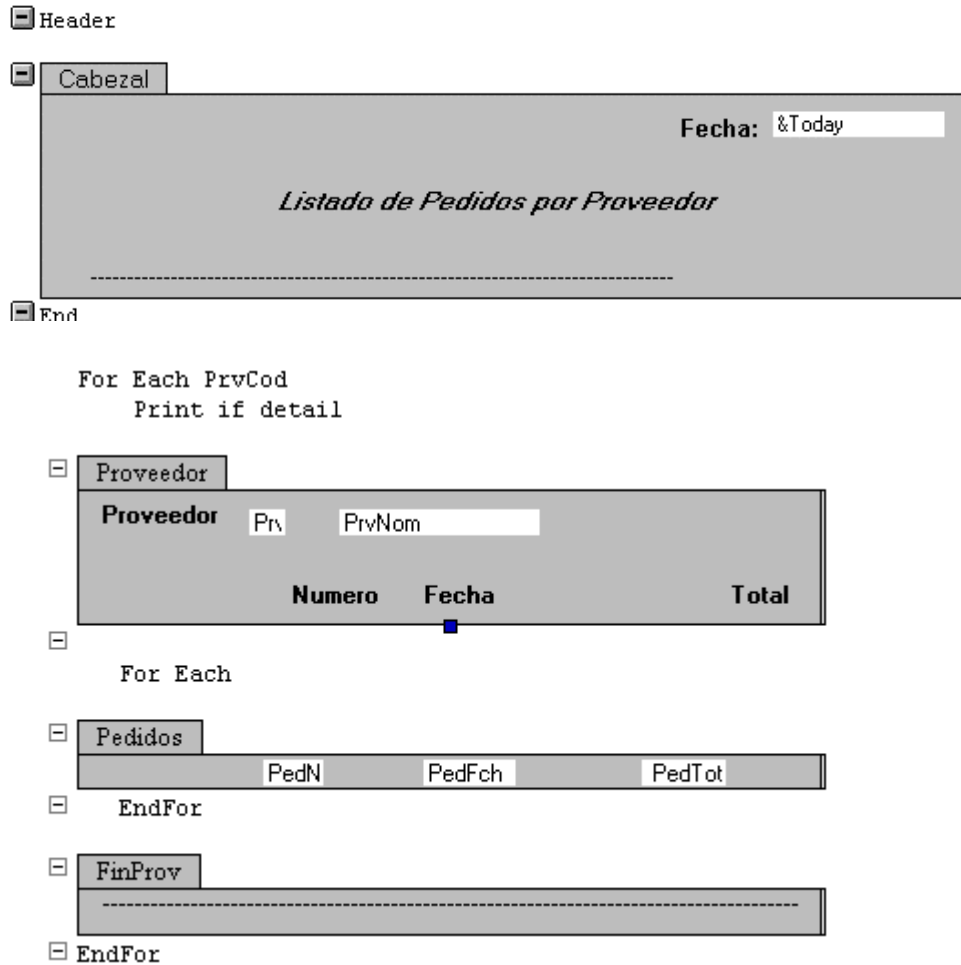 Header
Cabezal
Fecha: &Today
Listado de Pedidos por Proveedor
--------------------------------------------------------------------------------
End
For Each PrvCod
Print if detail
Proveedor
Proveedor Prv PrvNom
Numero Fecha Total
For Each
Pedidos
PedN PedFch PedTot
EndFor
FinProv
--------------------------------------------------------------------------------
EndFor